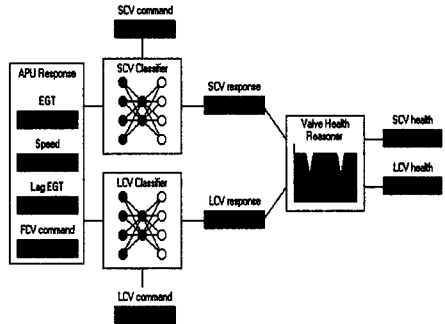 SCV command
APU Response
EGT
Speed
Lag EGT
FCV command
SCV Classifier
SCV response
LCV Classifier
LCV response
LCV command
Valve Health
Reasoner
SCV health
LCV health